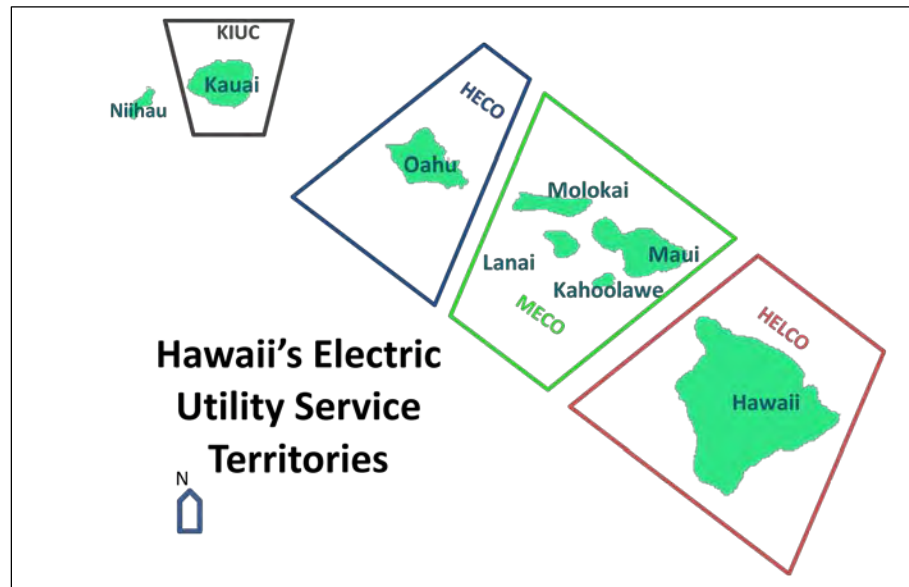 KIUC
Kauai
Niihau
HECO
Oahu
Molokai
Maui
Lanai
Kahoolawe
MECO
HELCO
Hawaii
Hawaii's Electric
Utility Service
Territories
N